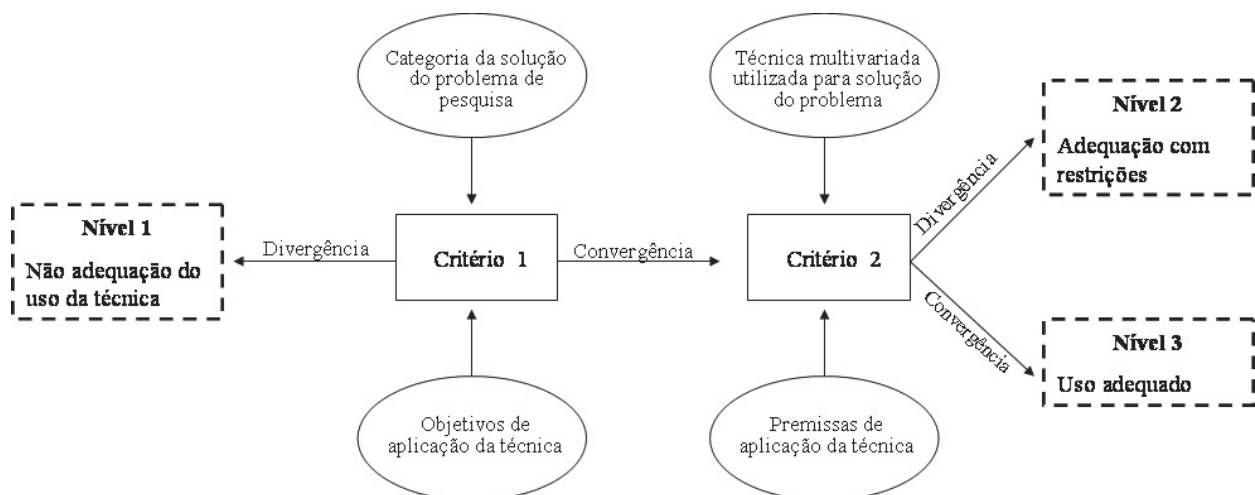 Categoria da solução
do problema de
pesquisa
Técnica multivariada
utilizada para solução
do problema
Nível 2
Adequação com
restrições
Nível 1
Não adequação do
uso da técnica
Divergência
Critério 1
Convergência
Critério 2
Divergência
Convergência
Nível 3
Uso adequado
Objetivos de
aplicação da técnica
Premissas de
aplicação da técnica